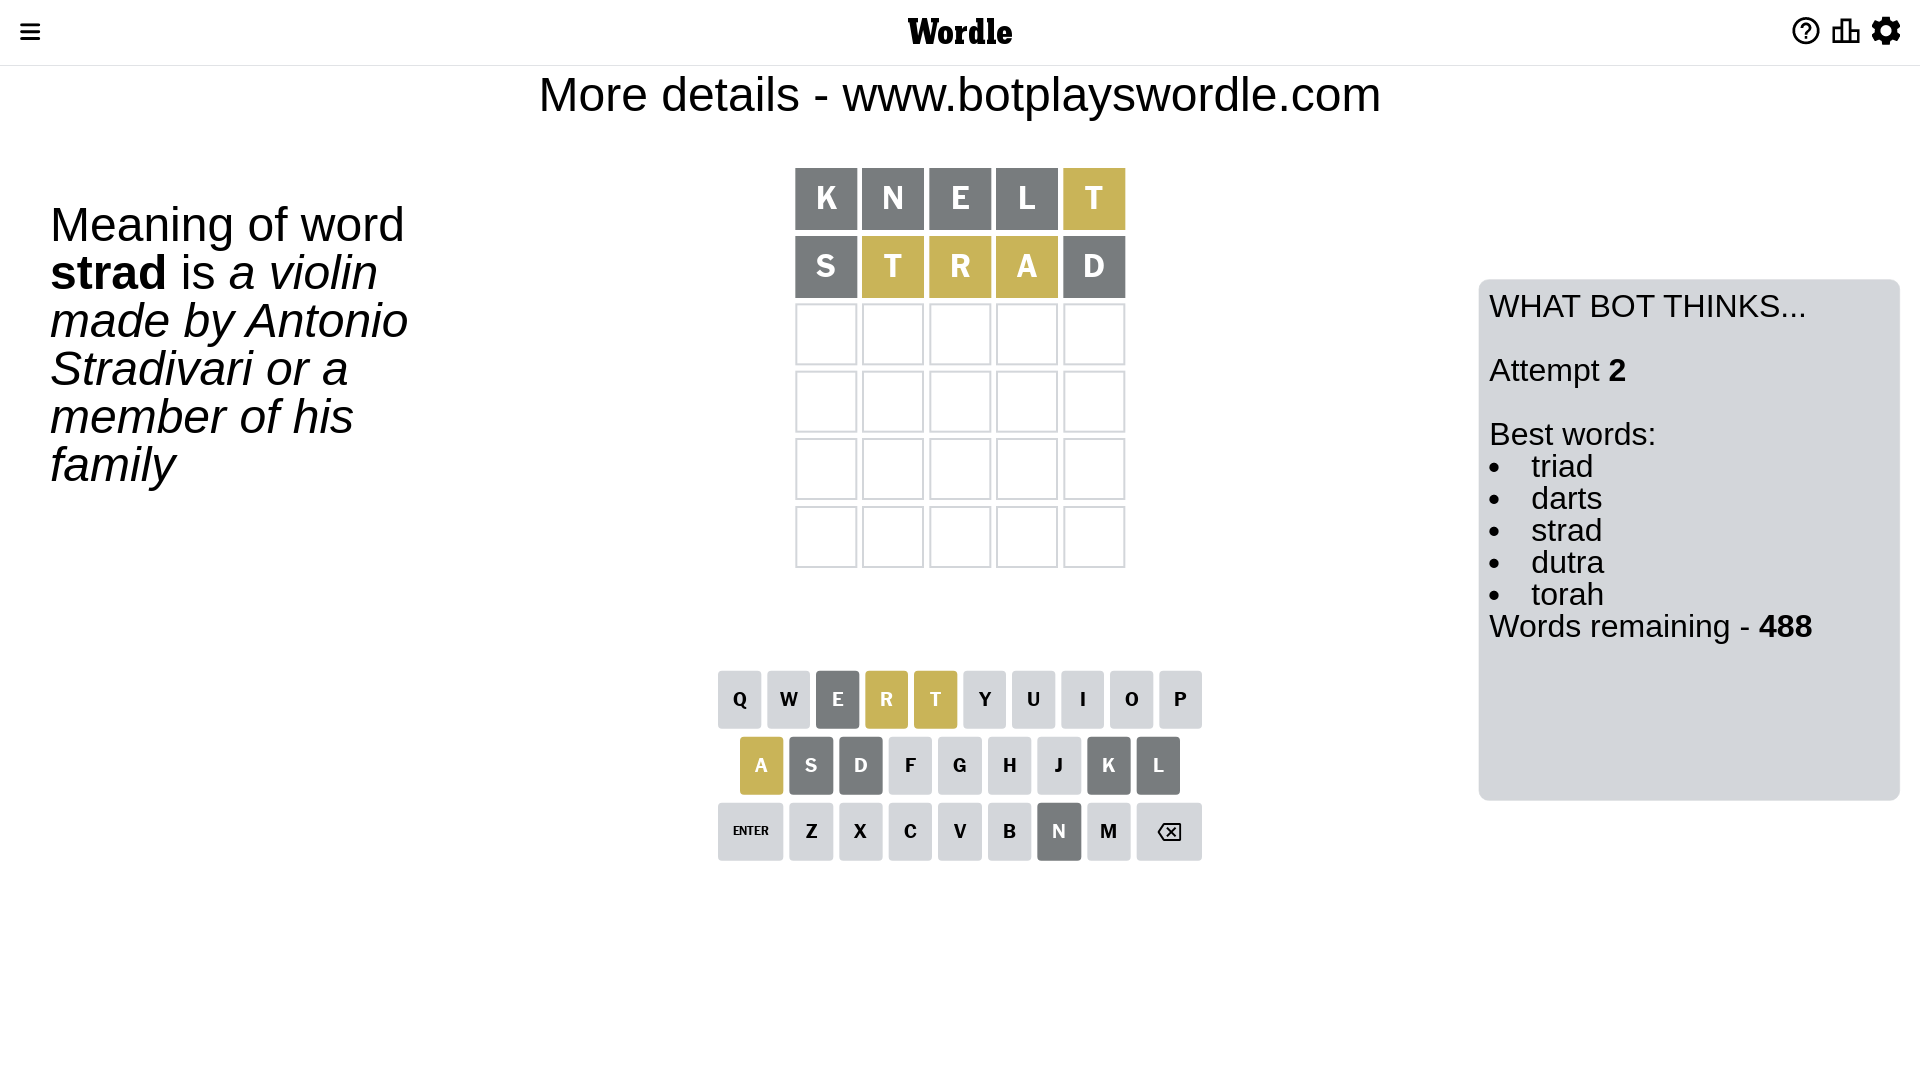 Wordle
More details - www.botplayswordle.com
Meaning of word
strad is a violin
made by Antonio
Stradivari or a
member of his
family
K N E L T
S T R A D
WHAT BOT THINKS...
Attempt 2
Best words:
• triad
• darts
• strad
• dutra
• torah
Words remaining - 488
Q W E R T Y U I O P
A S D F G H J K L
ENTER Z X C V B N M